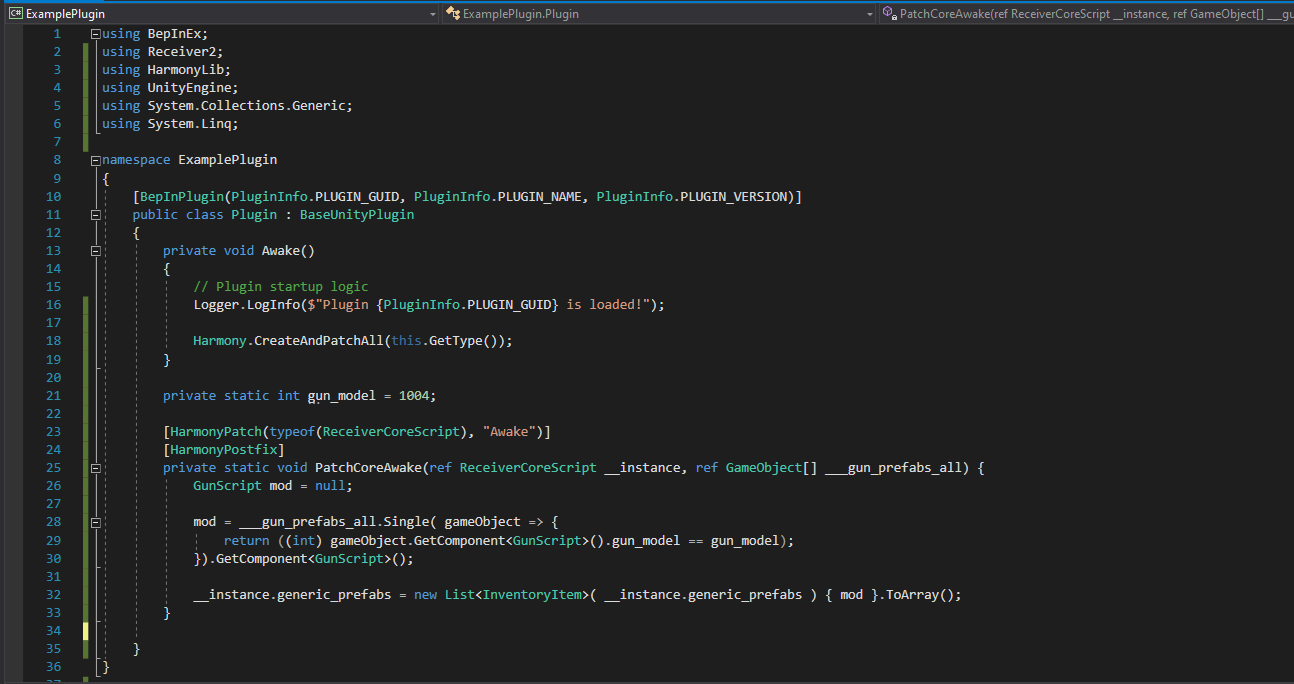 C# ExamplePlugin ExamplePlugin.Plugin PatchCoreAwake(ref ReceiverCoreScript __instance, ref GameObject[] ___gu
1 using BepInEx;
2 using Receiver2;
3 using HarmonyLib;
4 using UnityEngine;
5 using System.Collections.Generic;
6 using System.Linq;
7
8 namespace ExamplePlugin
9 {
10 [BepInPlugin(PluginInfo.PLUGIN_GUID, PluginInfo.PLUGIN_NAME, PluginInfo.PLUGIN_VERSION)]
11 public class Plugin : BaseUnityPlugin
12 {
13 private void Awake()
14 {
15 // Plugin startup logic
16 Logger.LogInfo($"Plugin {PluginInfo.PLUGIN_GUID} is loaded!");
17
18 Harmony.CreateAndPatchAll(this.GetType());
19 }
20
21 private static int gun_model = 1004;
22
23 [HarmonyPatch(typeof(ReceiverCoreScript), "Awake")]
24 [HarmonyPostfix]
25 private static void PatchCoreAwake(ref ReceiverCoreScript __instance, ref GameObject[] ___gun_prefabs_all) {
26 GunScript mod = null;
27
28 mod = ___gun_prefabs_all.Single( gameObject => {
29 return ((int) gameObject.GetComponent<GunScript>().gun_model == gun_model);
30 }).GetComponent<GunScript>();
31
32 __instance.generic_prefabs = new List<InventoryItem>( __instance.generic_prefabs ) { mod }.ToArray();
33 }
34
35 }
36 }